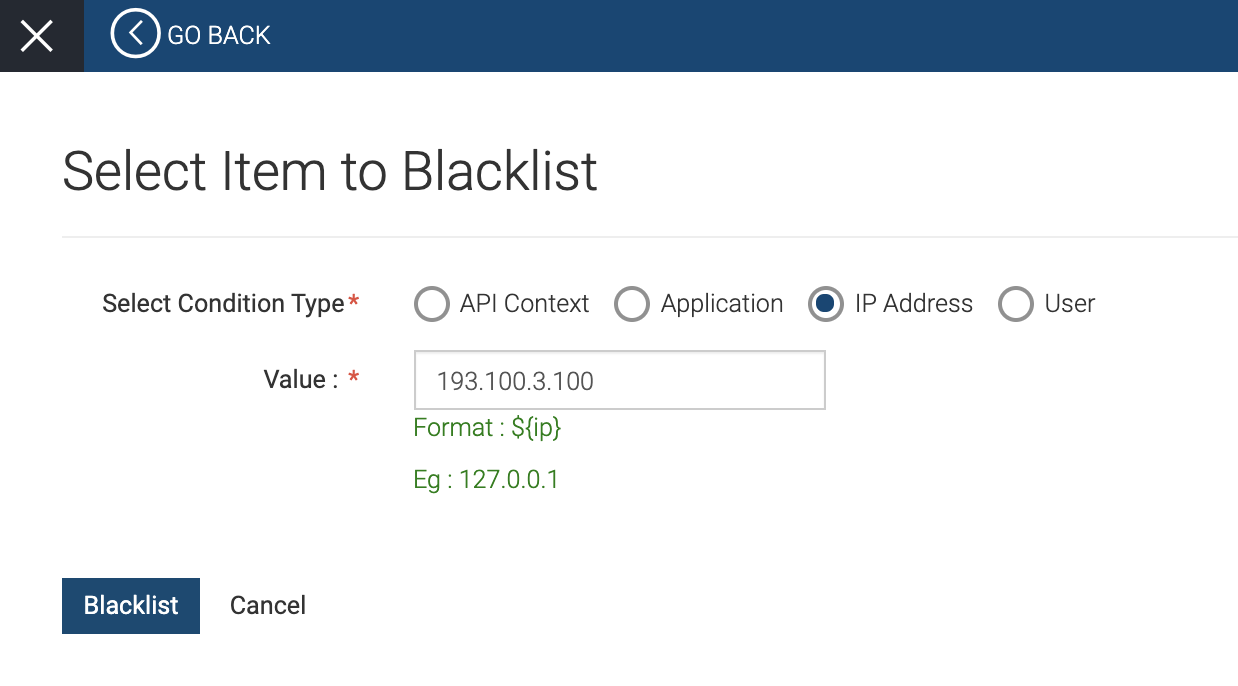 GO BACK
Select Item to Blacklist
Select Condition Type* API Context Application IP Address User
Value : * 193.100.3.100
Format : ${ip}
Eg : 127.0.0.1
Blacklist Cancel